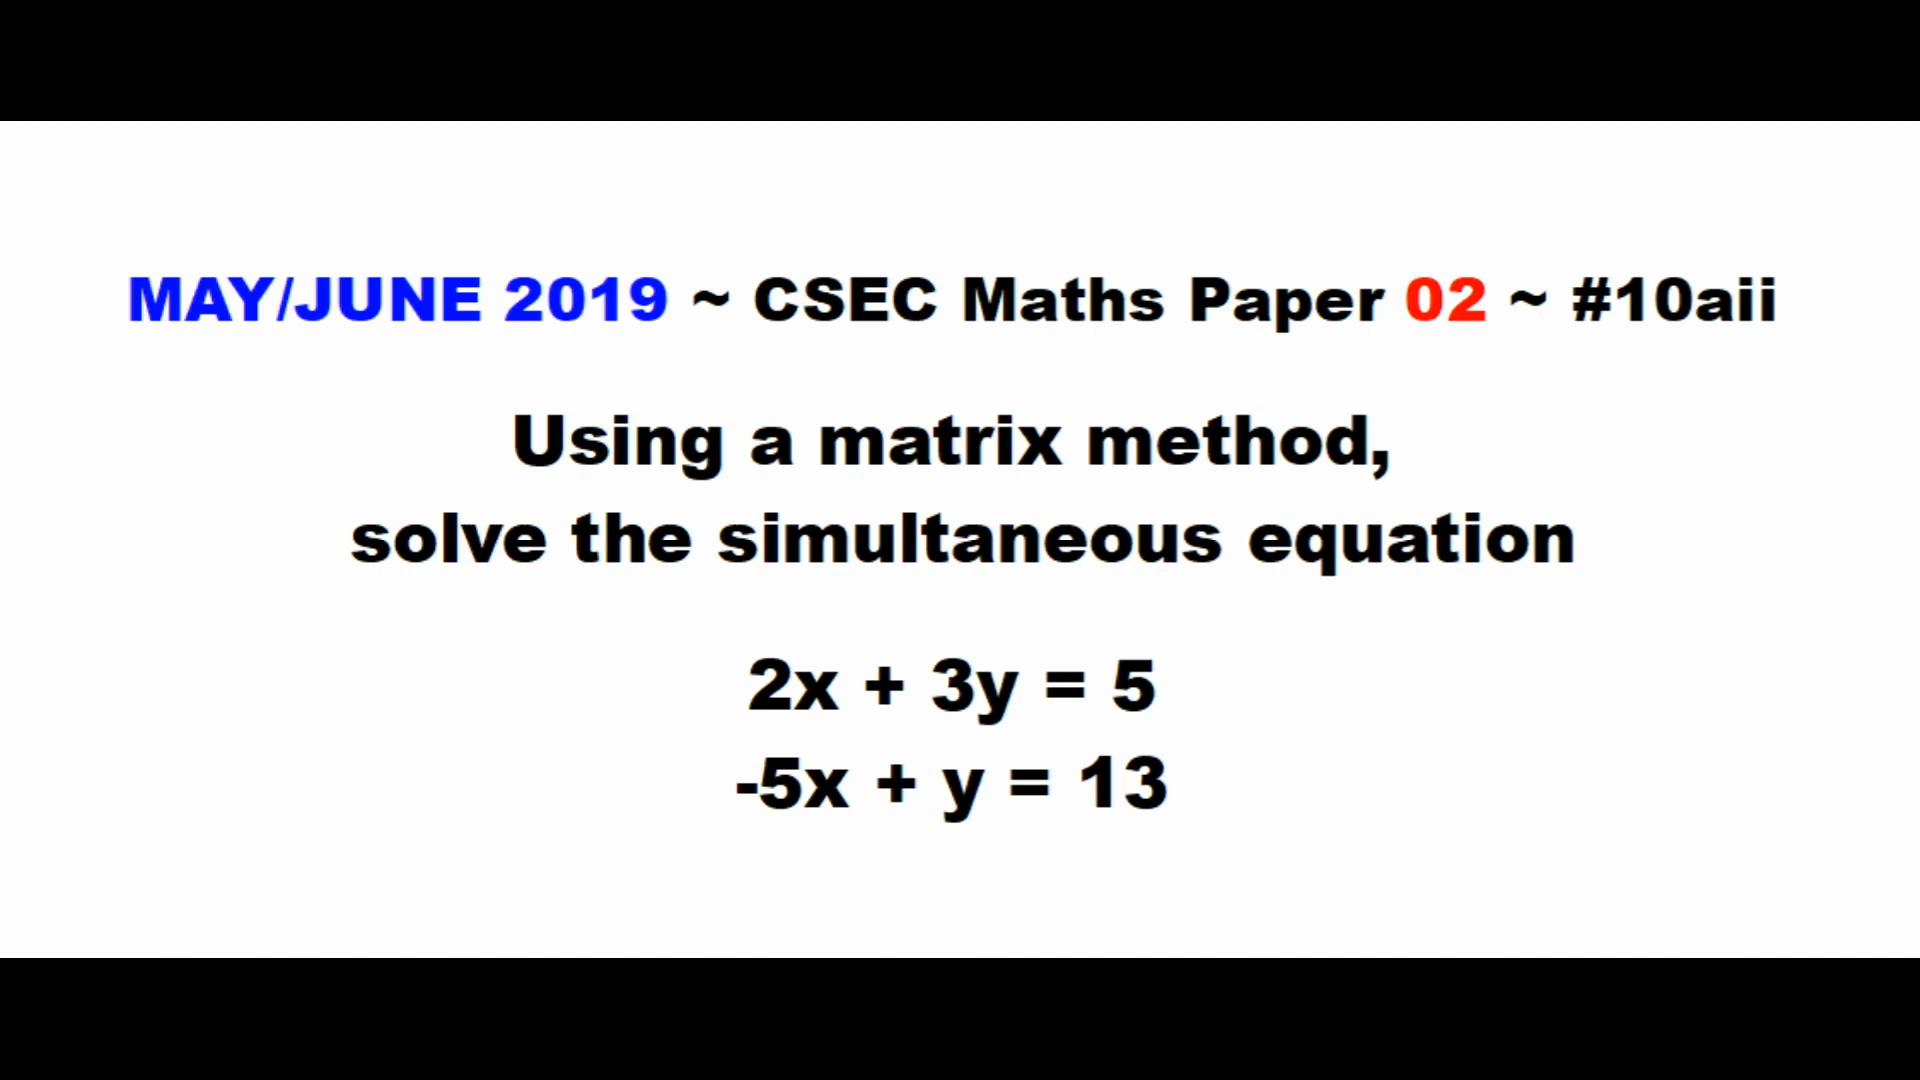 MAY/JUNE 2019 ~ CSEC Maths Paper 02 ~ #10aii
Using a matrix method,
solve the simultaneous equation
2x + 3y = 5
-5x + y = 13